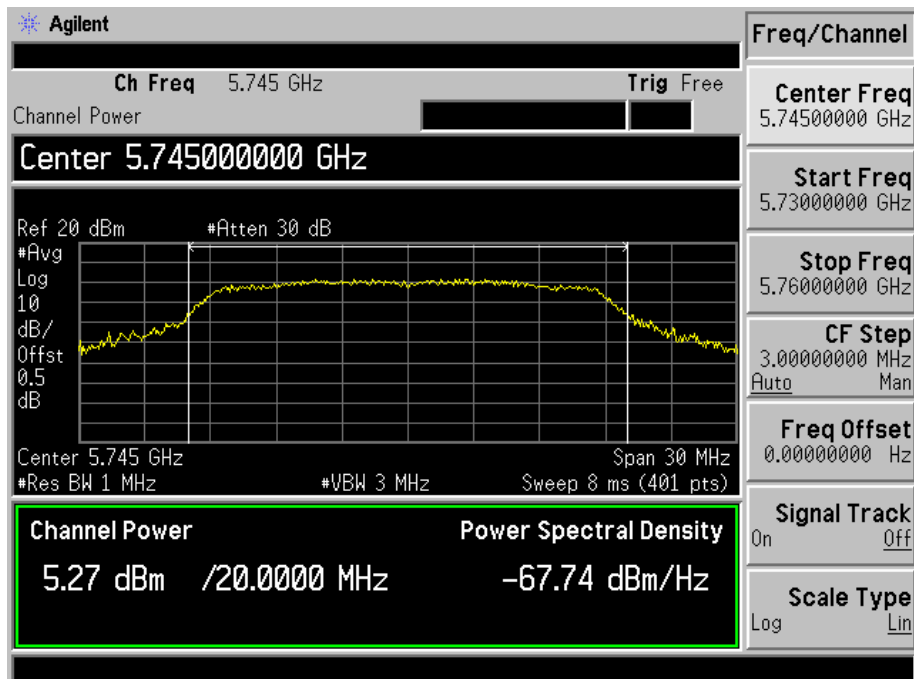 Agilent
Freq/Channel
Ch Freq 5.745 GHz Trig Free
Channel Power
Center 5.745000000 GHz
Ref 20 dBm #Atten 30 dB
#Avg
Log
10
dB/
Offst
0.5
dB
Center 5.745 GHz Span 30 MHz
#Res BW 1 MHz #VBW 3 MHz Sweep 8 ms (401 pts)
Channel Power Power Spectral Density
5.27 dBm /20.0000 MHz -67.74 dBm/Hz
Center Freq
5.74500000 GHz
Start Freq
5.73000000 GHz
Stop Freq
5.76000000 GHz
CF Step
3.00000000 MHz
Auto Man
Freq Offset
0.00000000 Hz
Signal Track
On Off
Scale Type
Log Lin